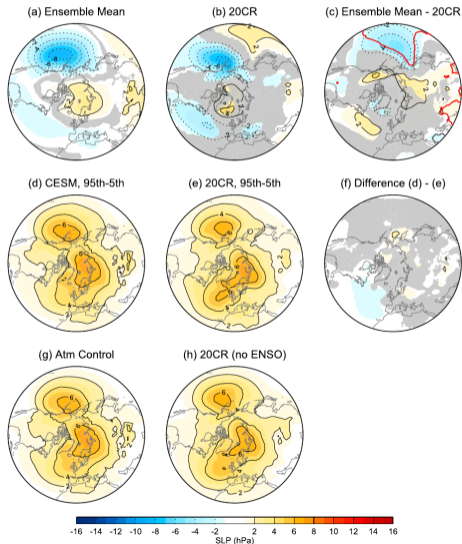 (a) Ensemble Mean
(b) 20CR
(c) Ensemble Mean - 20CR
(d) CESM, 95th-5th
(e) 20CR, 95th-5th
(f) Difference (d) - (e)
(g) Atm Control
(h) 20CR (no ENSO)
-16 -14 -12 -10 -8 -6 -4 -2 2 4 6 8 10 12 14 16
SLP (hPa)